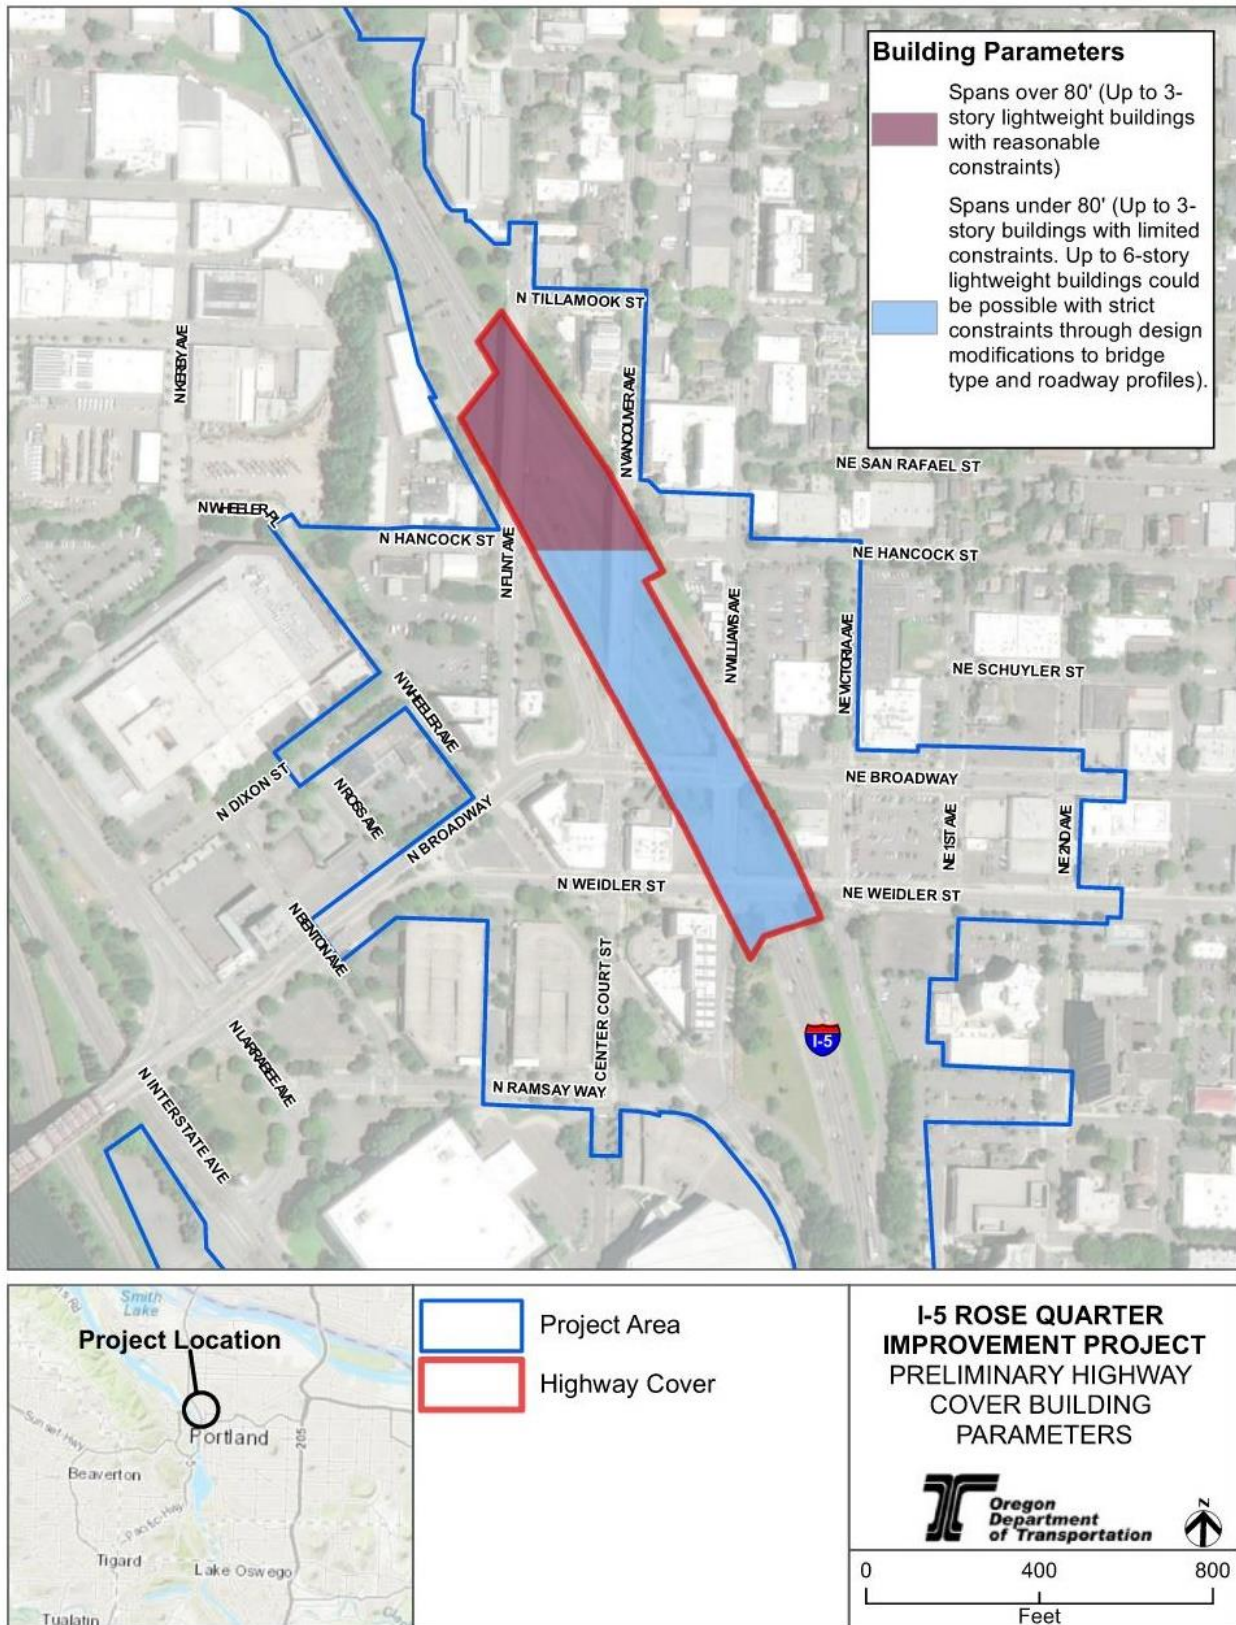 Building Parameters
Spans over 80' (Up to 3-
story lightweight buildings
with reasonable
constraints)
Spans under 80' (Up to 3-
story buildings with limited
constraints. Up to 6-story
lightweight buildings could
be possible with strict
constraints through design
modifications to bridge
type and roadway profiles).
N TILLAMOOK ST
N KERBY AVE
N VANCOUVER AVE
NE SAN RAFAEL ST
N WHEELER PL
N HANCOCK ST
N FLINT AVE
NE HANCOCK ST
N WILLIAMS AVE
NE VICTORIA AVE
NE SCHUYLER ST
N WHEELER AVE
N DIXON ST
N ROSS AVE
NE BROADWAY
N BROADWAY
NE 1ST AVE
NE 2ND AVE
N WEIDLER ST
NE WEIDLER ST
N BENTON AVE
CENTER COURT ST
I-5
N LARRABEE AVE
N RAMSAY WAY
N INTERSTATE AVE
Smith
Lake
Project Location
Portland
Sunset Hwy
205
5
Beaverton
Pacific Hwy
Tigard
Lake Oswego
Tualatin
Project Area
Highway Cover
I-5 ROSE QUARTER
IMPROVEMENT PROJECT
PRELIMINARY HIGHWAY
COVER BUILDING
PARAMETERS
Oregon
Department
of Transportation
N
0 400 800
Feet